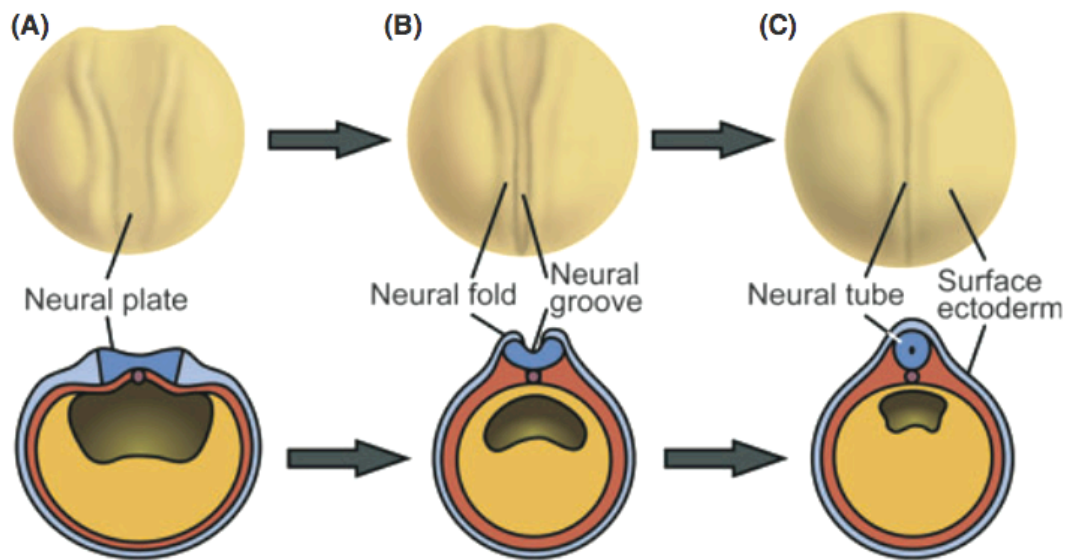 (A)
(B)
(C)
Neural plate
Neural fold
Neural
groove
Neural tube
Surface
ectoderm